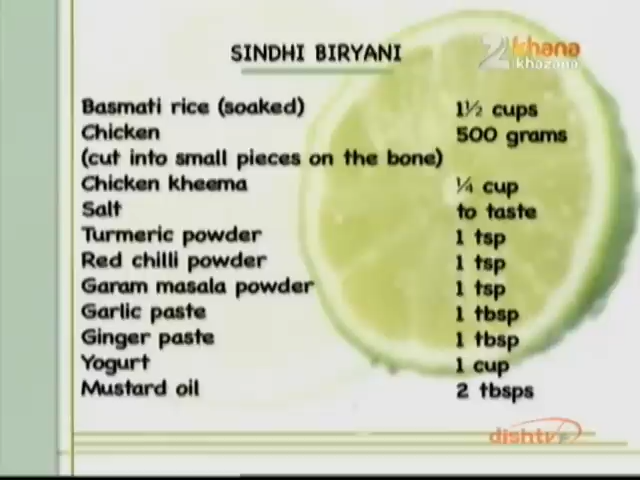 SINDHI BIRYANI
Z khana
khazana
Basmati rice (soaked) 1½ cups
Chicken 500 grams
(cut into small pieces on the bone)
Chicken kheema ¼ cup
Salt to taste
Turmeric powder 1 tsp
Red chilli powder 1 tsp
Garam masala powder 1 tsp
Garlic paste 1 tbsp
Ginger paste 1 tbsp
Yogurt 1 cup
Mustard oil 2 tbsps
dishtv